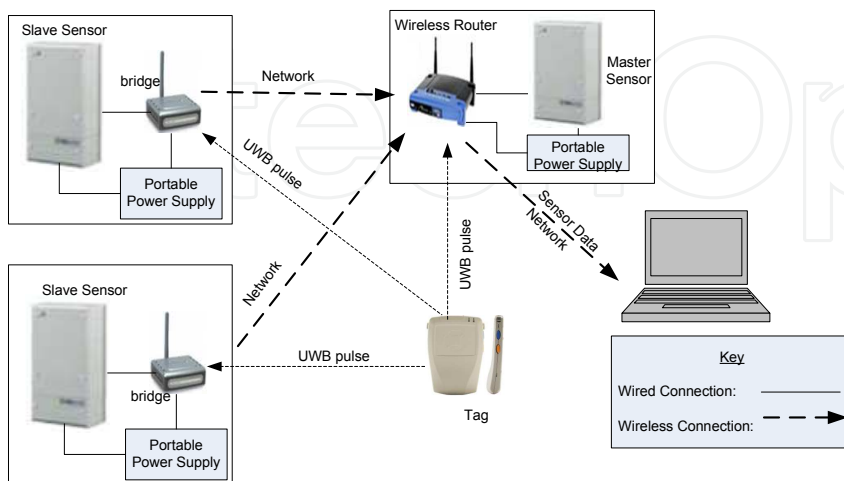 Slave Sensor
bridge
Portable
Power Supply
Network
Wireless Router
Master
Sensor
Portable
Power Supply
UWB pulse
Network
UWB pulse
Sensor Data
Network
Slave Sensor
bridge
Portable
Power Supply
UWB pulse
Tag
Key
Wired Connection:
Wireless Connection: